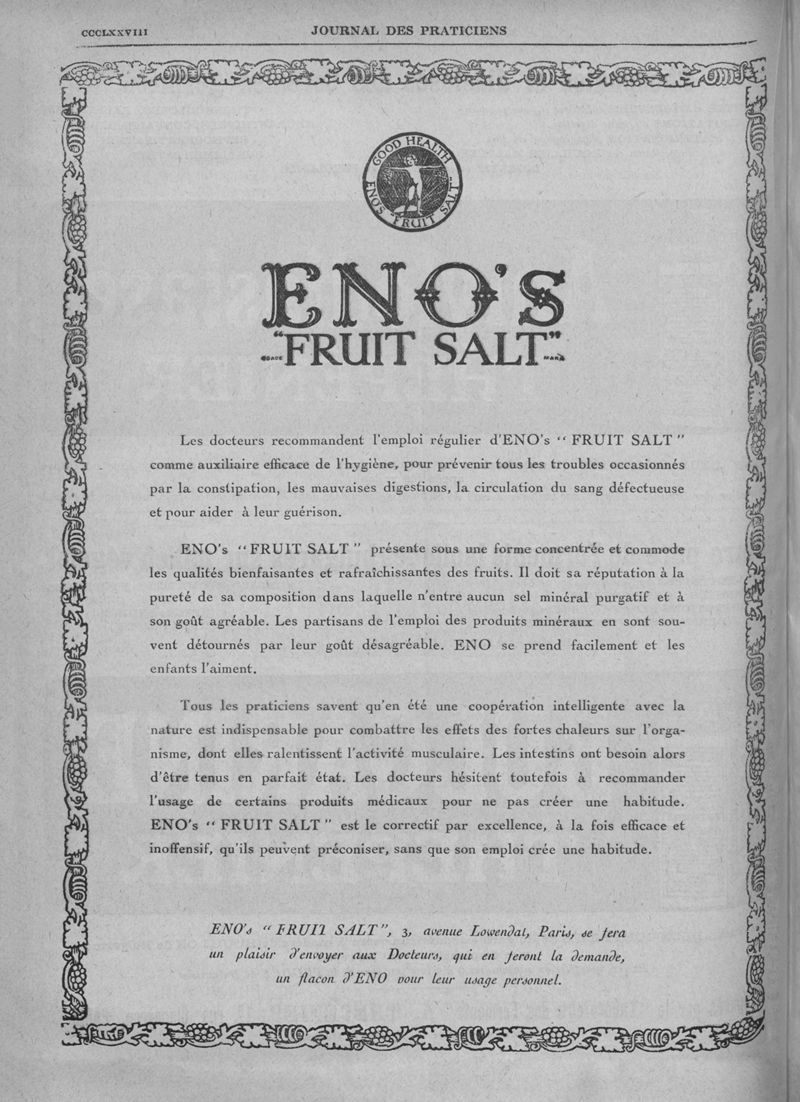 CCCLXXVIII
JOURNAL DES PRATICIENS
GOOD HEALTH
ENO'S "FRUIT SALT"
ENO'S
"FRUIT SALT"
MARK
Les docteurs recommandent l'emploi régulier d'ENO's “ FRUIT SALT ”
comme auxiliaire efficace de l'hygiène, pour prévenir tous les troubles occasionnés
par la constipation, les mauvaises digestions, la circulation du sang défectueuse
et pour aider à leur guérison.
ENO's “ FRUIT SALT ” présente sous une forme concentrée et commode
les qualités bienfaisantes et rafraîchissantes des fruits. Il doit sa réputation à la
pureté de sa composition dans laquelle n'entre aucun sel minéral purgatif et à
son goût agréable. Les partisans de l'emploi des produits minéraux en sont sou-
vent détournés par leur goût désagréable. ENO se prend facilement et les
enfants l'aiment.
Tous les praticiens savent qu'en été une coopération intelligente avec la
nature est indispensable pour combattre les effets des fortes chaleurs sur l'orga-
nisme, dont elles ralentissent l'activité musculaire. Les intestins ont besoin alors
d'être tenus en parfait état. Les docteurs hésitent toutefois à recommander
l'usage de certains produits médicaux pour ne pas créer une habitude.
ENO's “ FRUIT SALT ” est le correctif par excellence, à la fois efficace et
inoffensif, qu'ils peuvent préconiser, sans que son emploi crée une habitude.
ENO's “ FRUIT SALT ”, 3, avenue Lowendal, Paris, se fera
un plaisir d'envoyer aux Docteurs, qui en feront la demande,
un flacon d'ENO pour leur usage personnel.